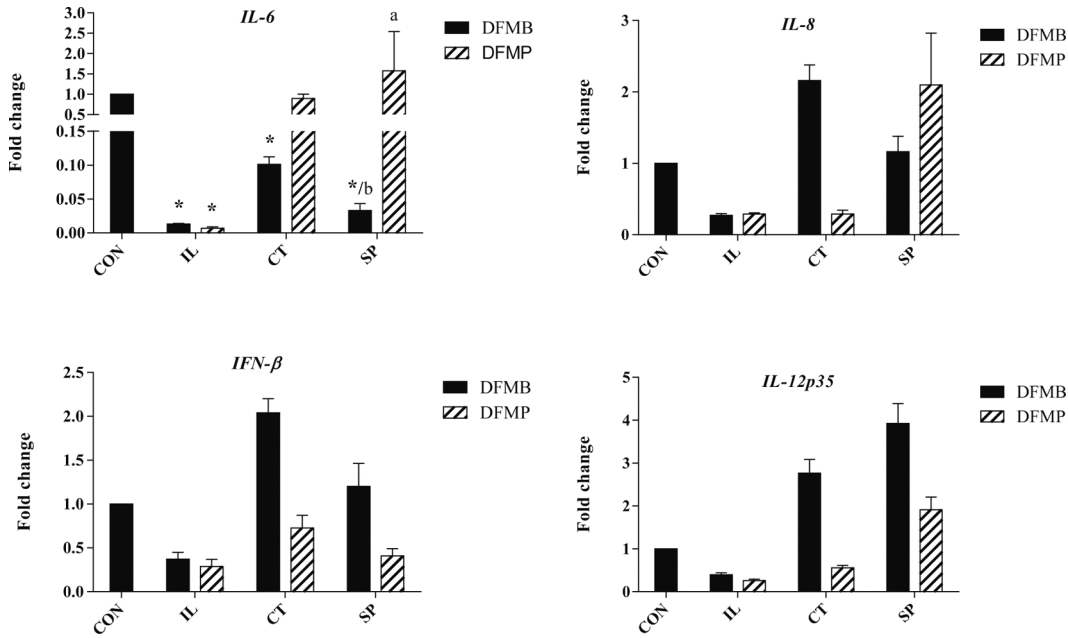 IL-6
Fold change
3.0
2.5
2.0
1.5
1.0
0.5
0.15
0.10
0.05
0.00
* * * */b a
CON IL CT SP
DFMB
DFMP
IL-8
Fold change
3
2
1
0
CON IL CT SP
DFMB
DFMP
IFN-β
Fold change
2.5
2.0
1.5
1.0
0.5
0.0
CON IL CT SP
DFMB
DFMP
IL-12p35
Fold change
5
4
3
2
1
0
CON IL CT SP
DFMB
DFMP